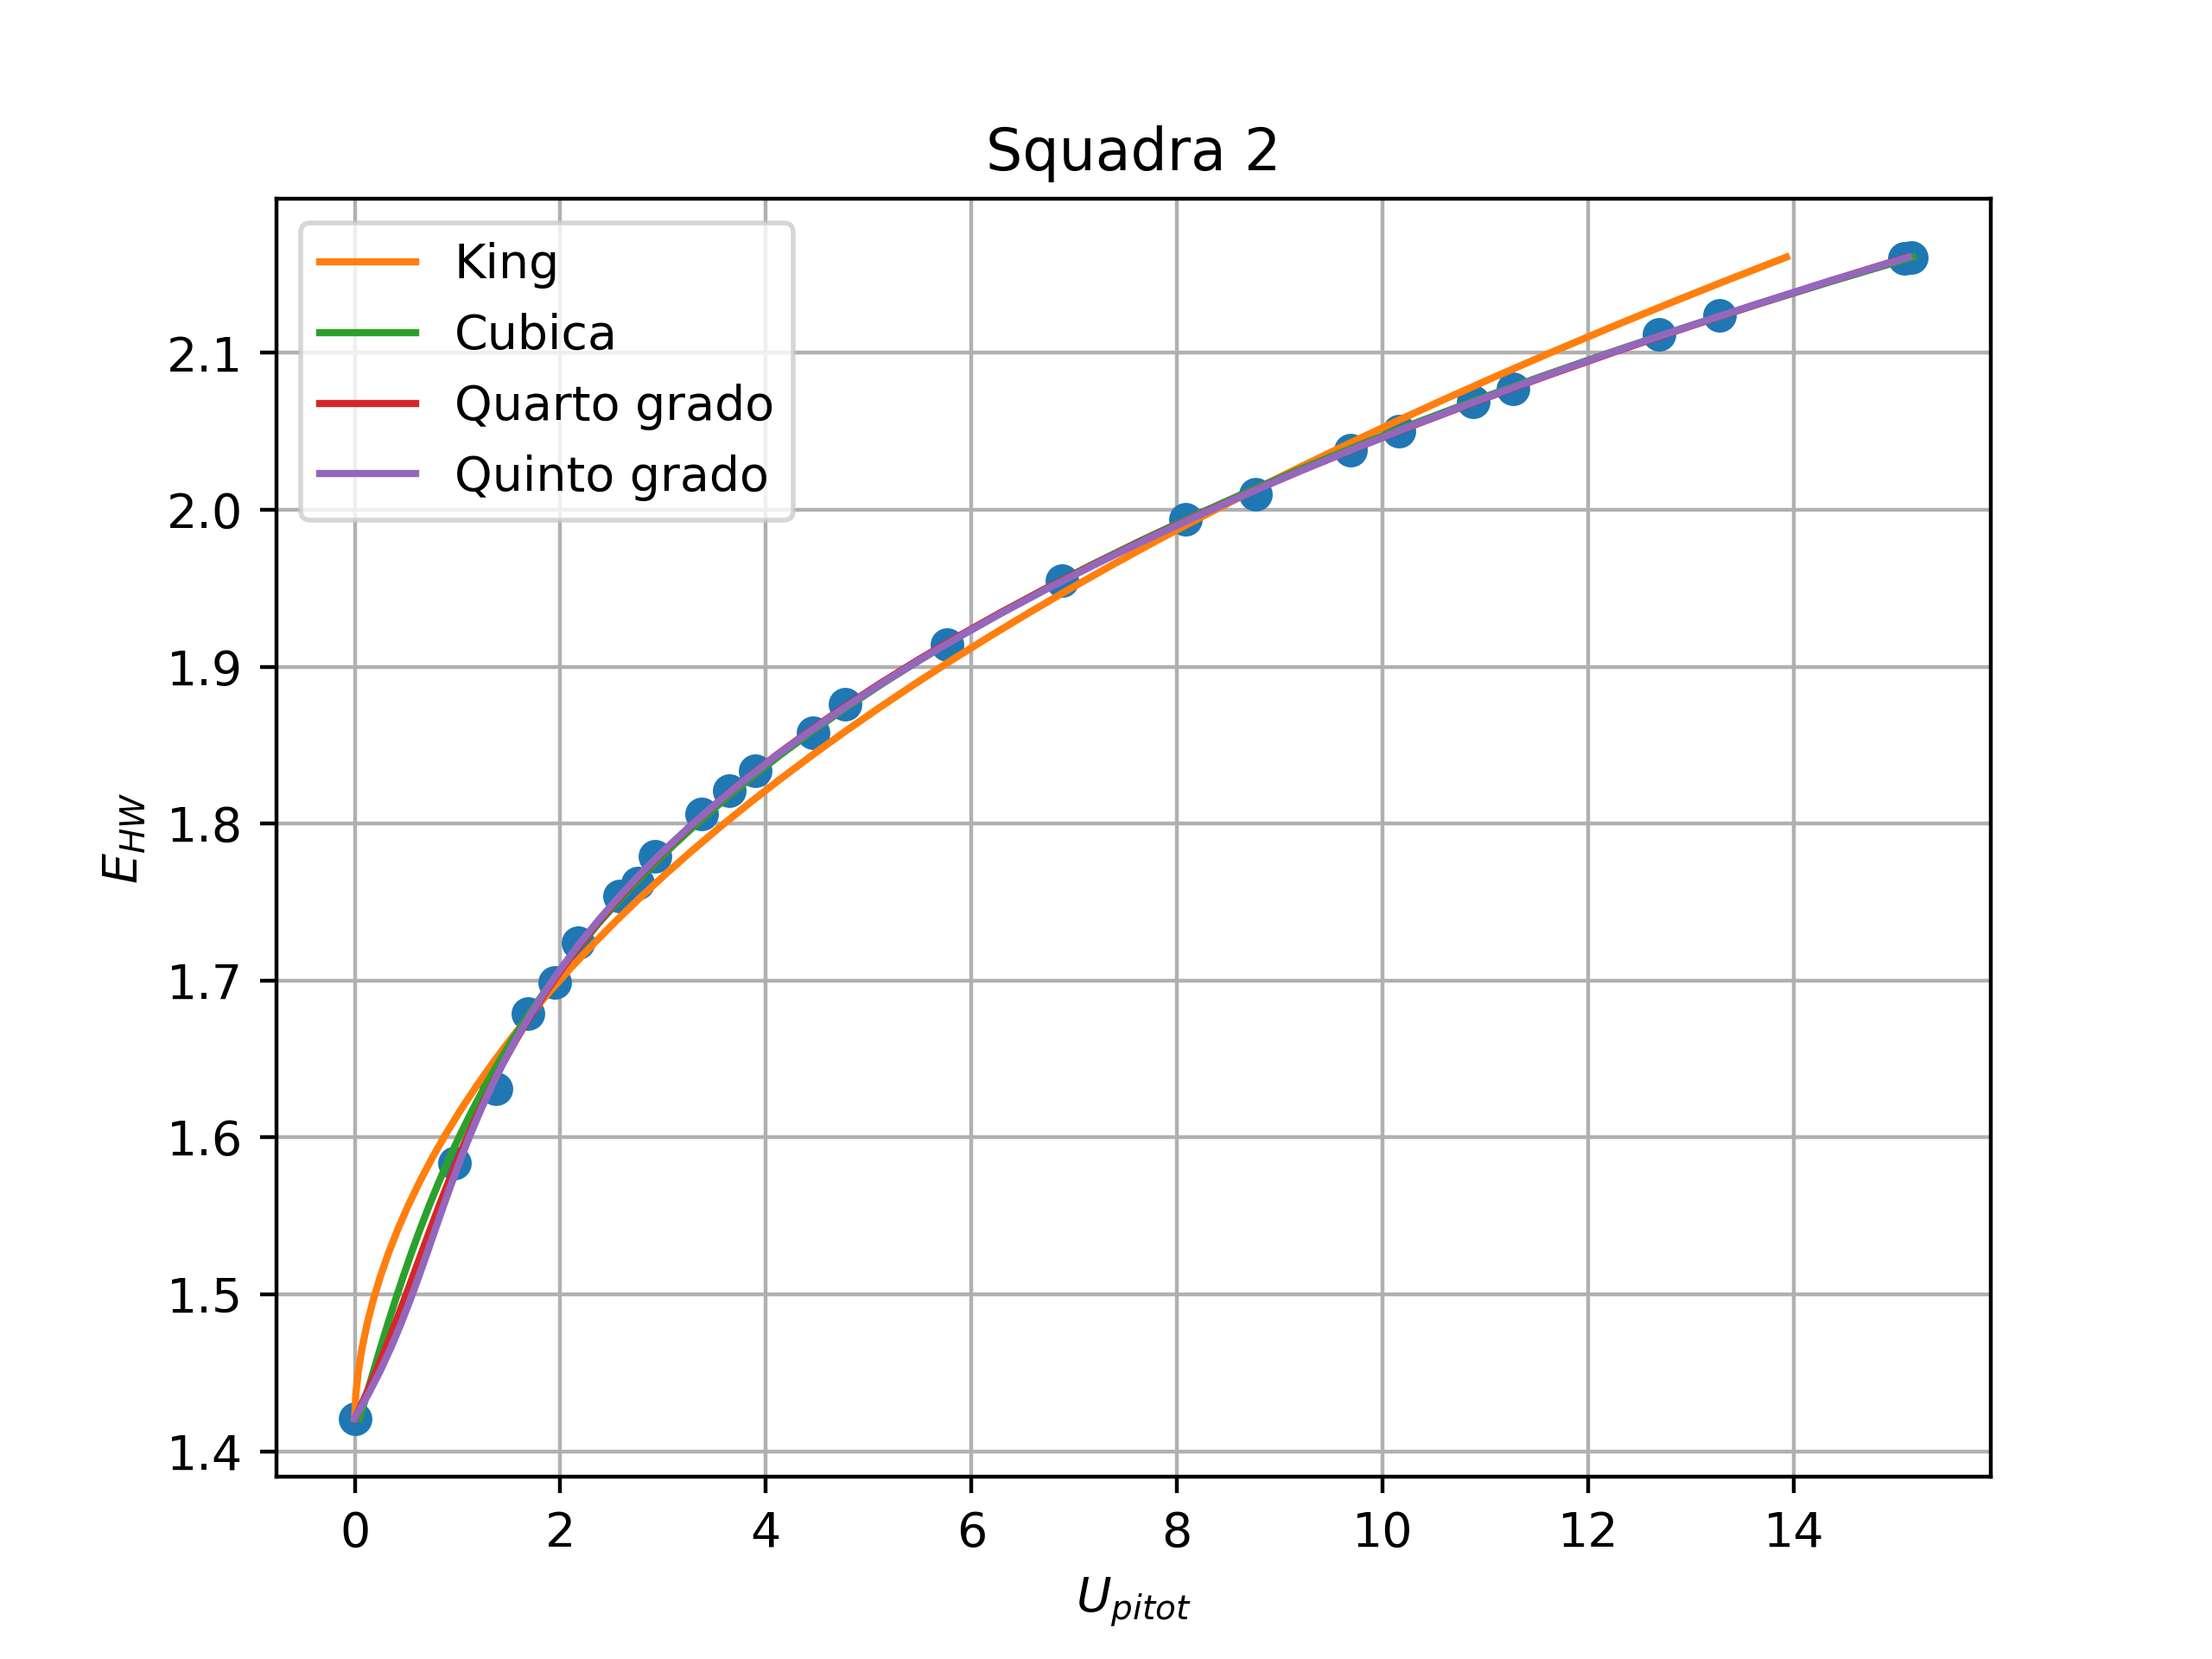 Squadra 2
King
Cubica
Quarto grado
Quinto grado
2.1
2.0
1.9
1.8
1.7
1.6
1.5
1.4
E_HW
0 2 4 6 8 10 12 14
U_pitot